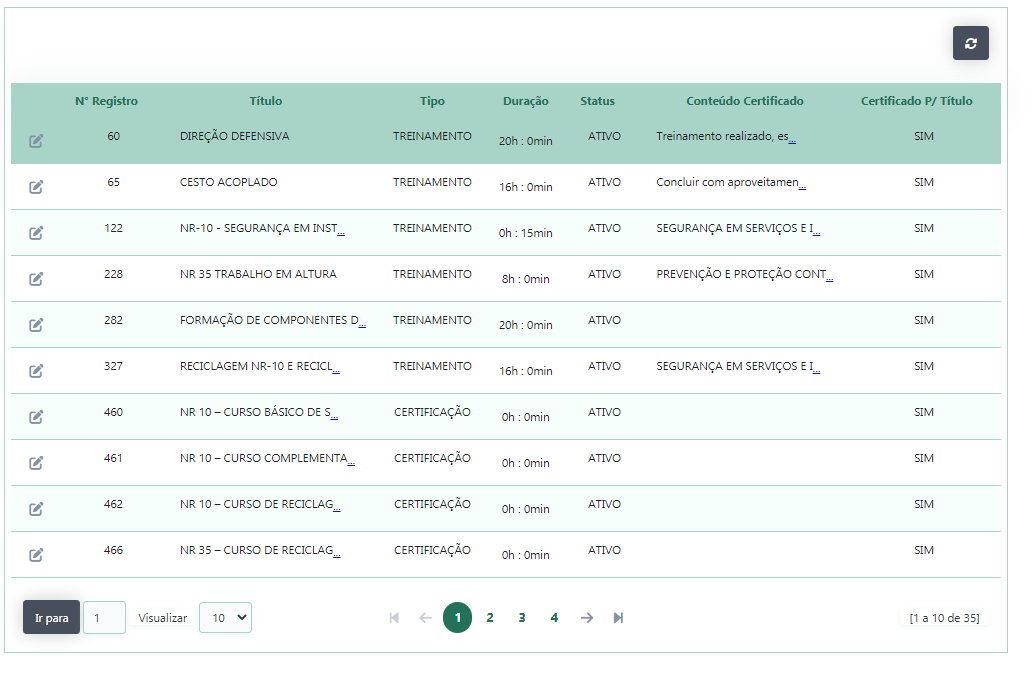 N° Registro Título Tipo Duração Status Conteúdo Certificado Certificado P/ Título
60 DIREÇÃO DEFENSIVA TREINAMENTO 20h : 0min ATIVO Treinamento realizado, es... SIM
65 CESTO ACOPLADO TREINAMENTO 16h : 0min ATIVO Concluir com aproveitamen... SIM
122 NR-10 - SEGURANÇA EM INST... TREINAMENTO 0h : 15min ATIVO SEGURANÇA EM SERVIÇOS E I... SIM
228 NR 35 TRABALHO EM ALTURA TREINAMENTO 8h : 0min ATIVO PREVENÇÃO E PROTEÇÃO CONT... SIM
282 FORMAÇÃO DE COMPONENTES D... TREINAMENTO 20h : 0min ATIVO SIM
327 RECICLAGEM NR-10 E RECICL... TREINAMENTO 16h : 0min ATIVO SEGURANÇA EM SERVIÇOS E I... SIM
460 NR 10 – CURSO BÁSICO DE S... CERTIFICAÇÃO 0h : 0min ATIVO SIM
461 NR 10 – CURSO COMPLEMENTA... CERTIFICAÇÃO 0h : 0min ATIVO SIM
462 NR 10 – CURSO DE RECICLAG... CERTIFICAÇÃO 0h : 0min ATIVO SIM
466 NR 35 – CURSO DE RECICLAG... CERTIFICAÇÃO 0h : 0min ATIVO SIM
Ir para 1 Visualizar 10 1 2 3 4 [1 a 10 de 35]